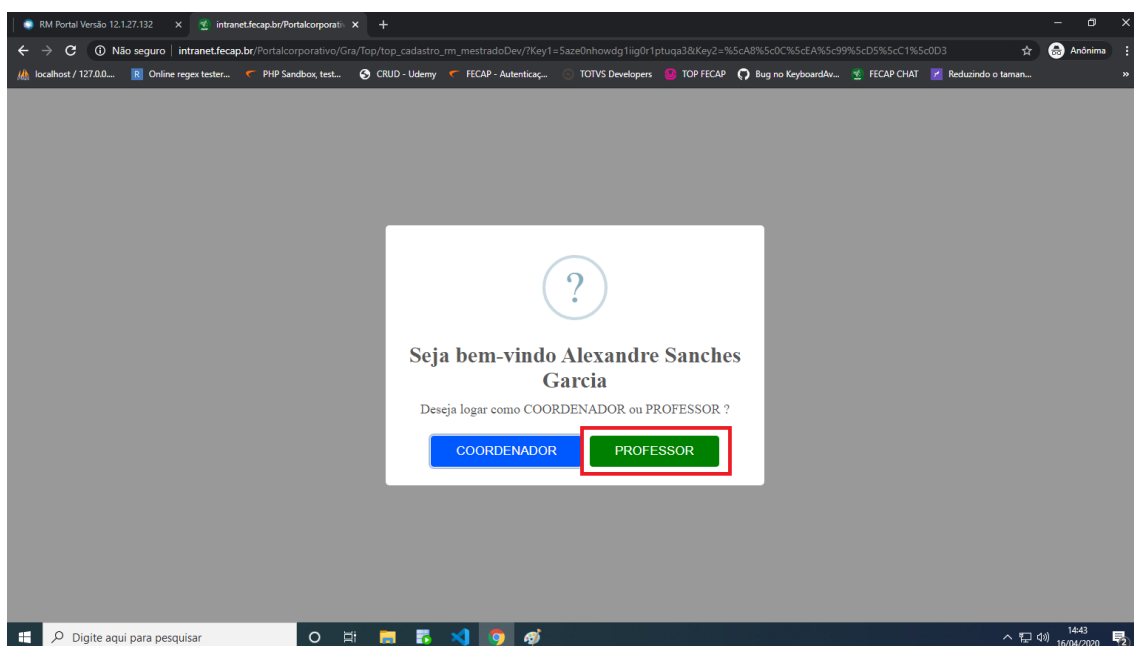 RM Portal Versão 12.1.27.132
intranet.fecap.br/Portalcorporativ
Não seguro | intranet.fecap.br/Portalcorporativo/Gra/Top/top_cadastro_rm_mestradoDev/?Key1=5aze0nhowdg1iig0r1ptuqa3&Key2=%5cA8%5c0C%5cEA%5c99%5cD5%5cC1%5c0D3
Anônima
localhost / 127.0.0... Online regex tester... PHP Sandbox, test... CRUD - Udemy FECAP - Autenticaç... TOTVS Developers TOP FECAP Bug no KeyboardAv... FECAP CHAT Reduzindo o taman... »
?
Seja bem-vindo Alexandre Sanches
Garcia
Deseja logar como COORDENADOR ou PROFESSOR ?
COORDENADOR PROFESSOR
Digite aqui para pesquisar
14:43
16/04/2020
2